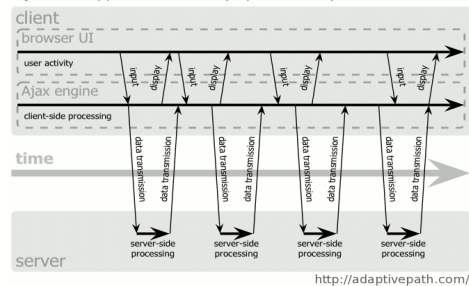 client
browser UI
user activity
input
display
input
display
input
display
input
display
Ajax engine
client-side processing
data transmission
data transmission
data transmission
data transmission
data transmission
data transmission
data transmission
data transmission
time
server-side
processing
server-side
processing
server-side
processing
server-side
processing
server
http://adaptivepath.com/